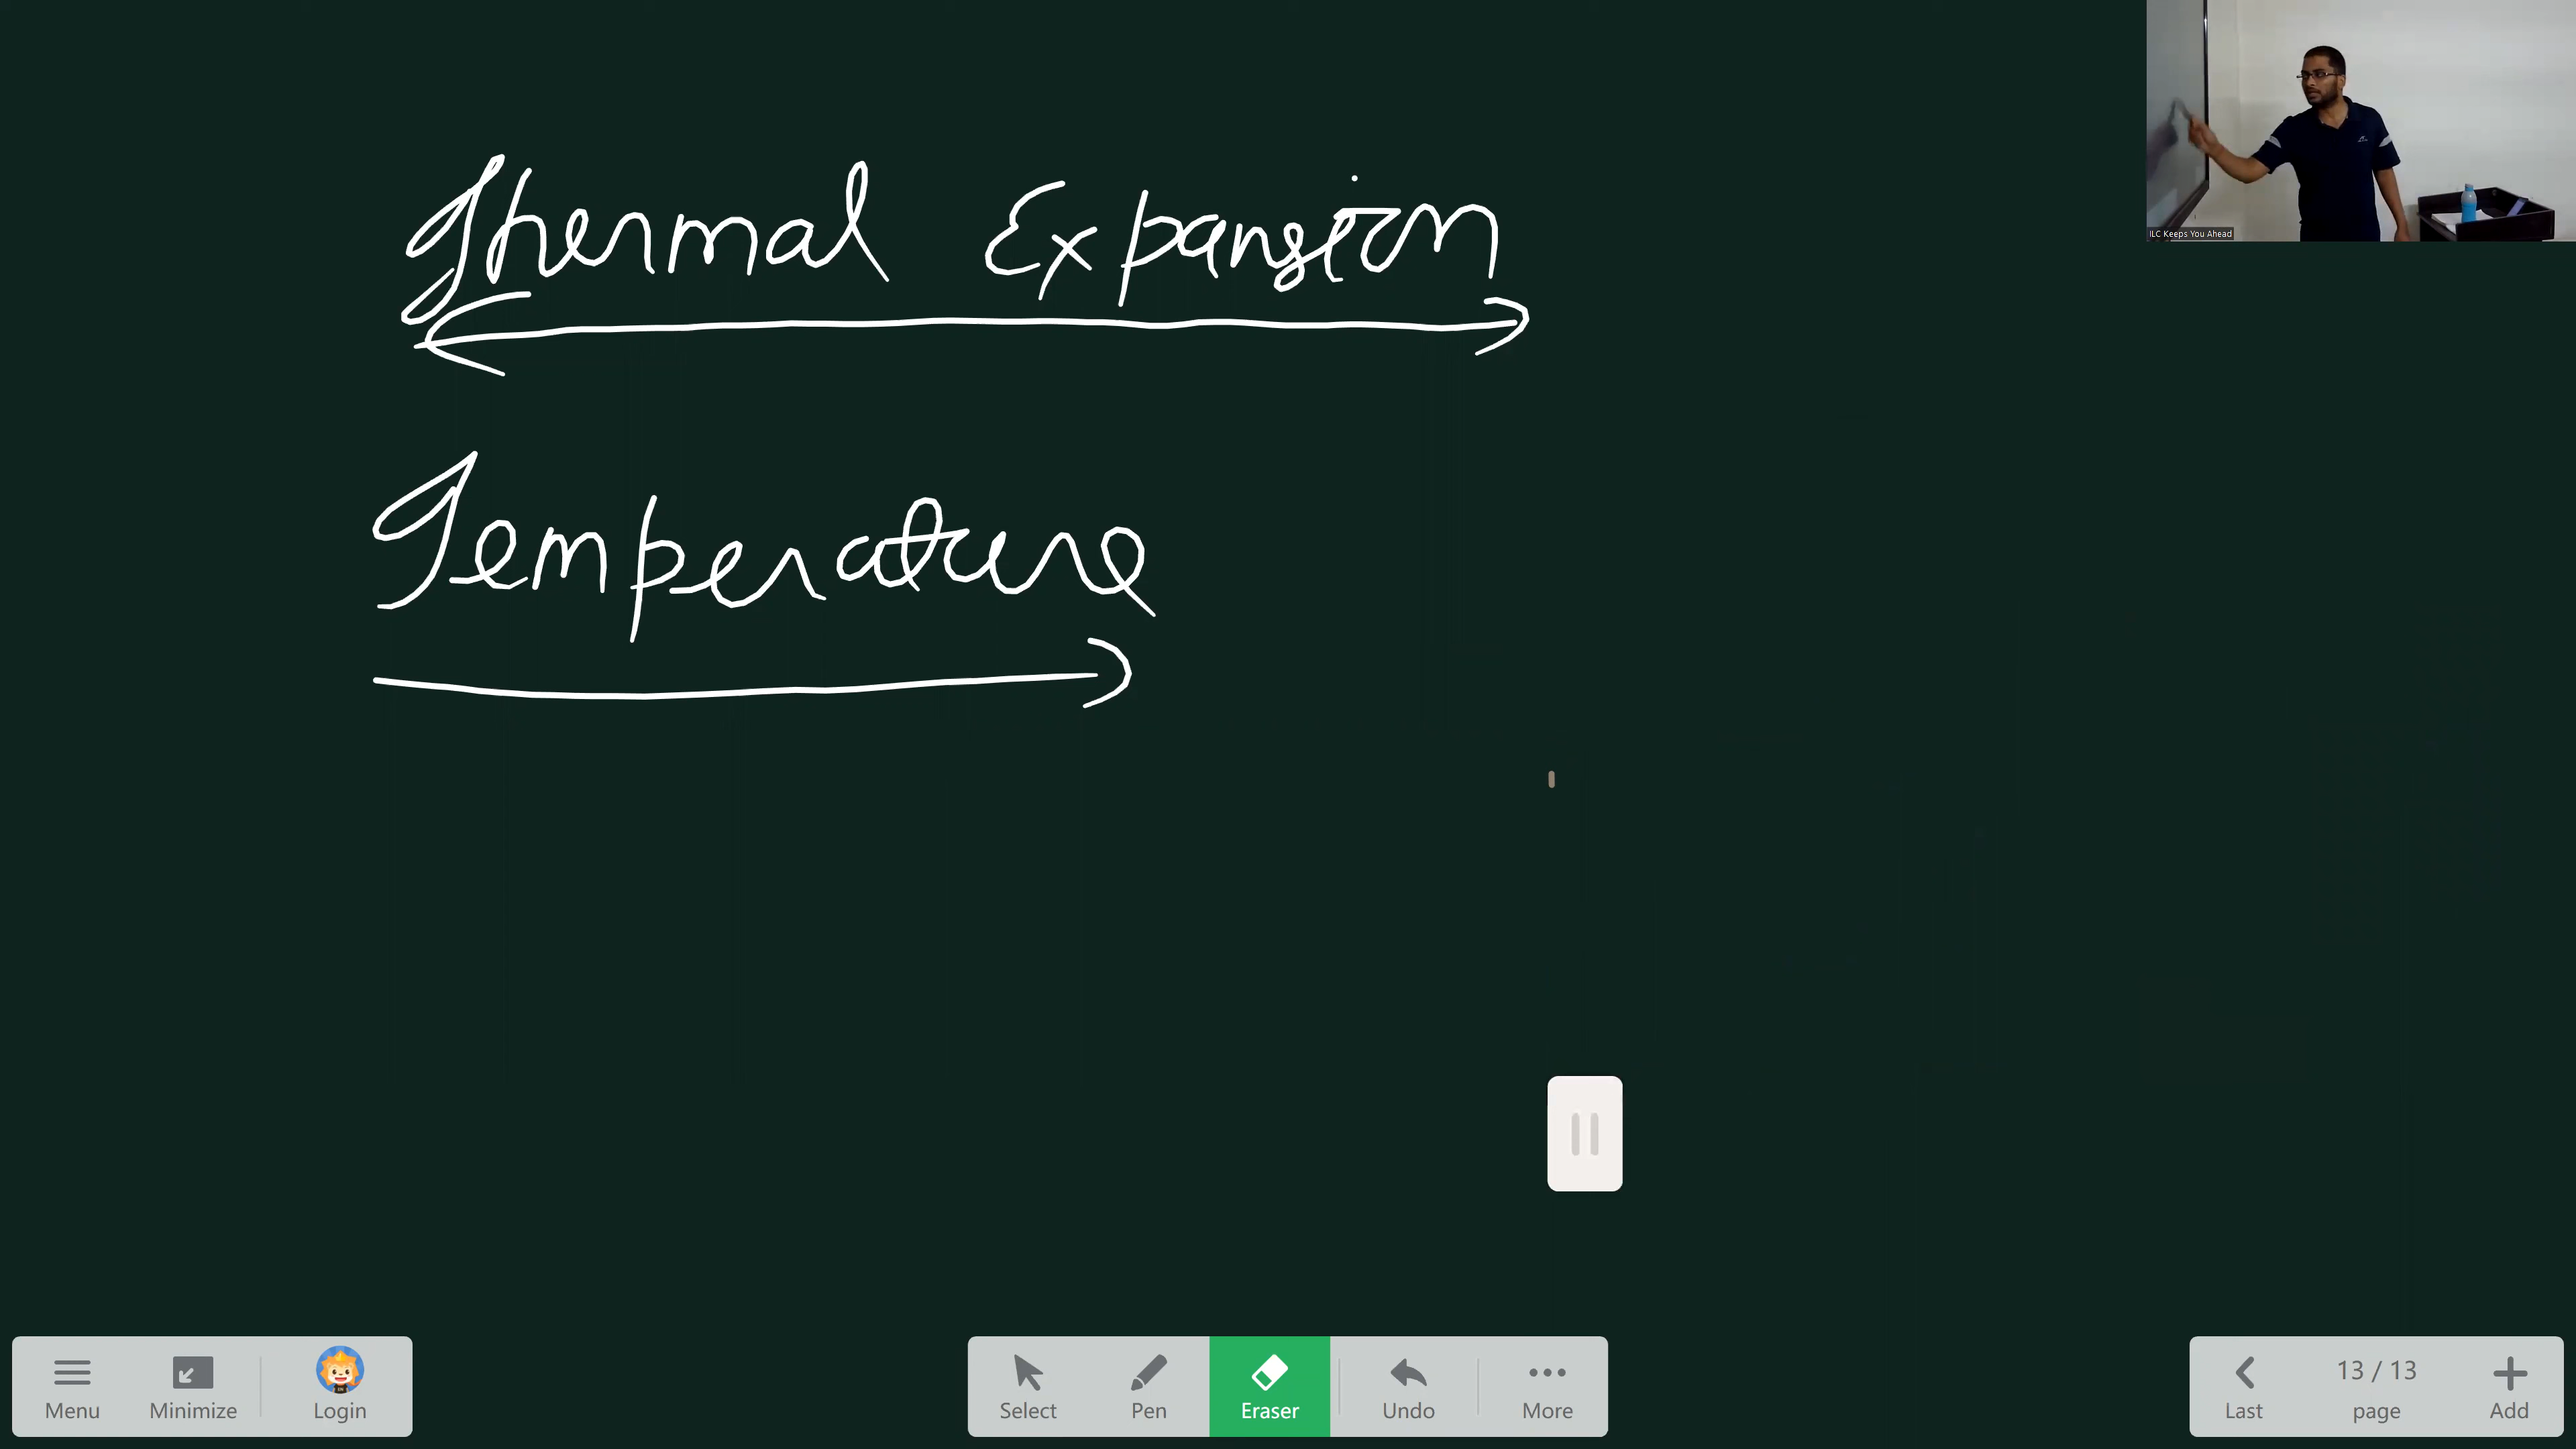 Thermal Expansion
Temperature
ILC Keeps You Ahead
Menu
Minimize
Login
Select
Pen
Eraser
Undo
More
Last
13 / 13
page
Add